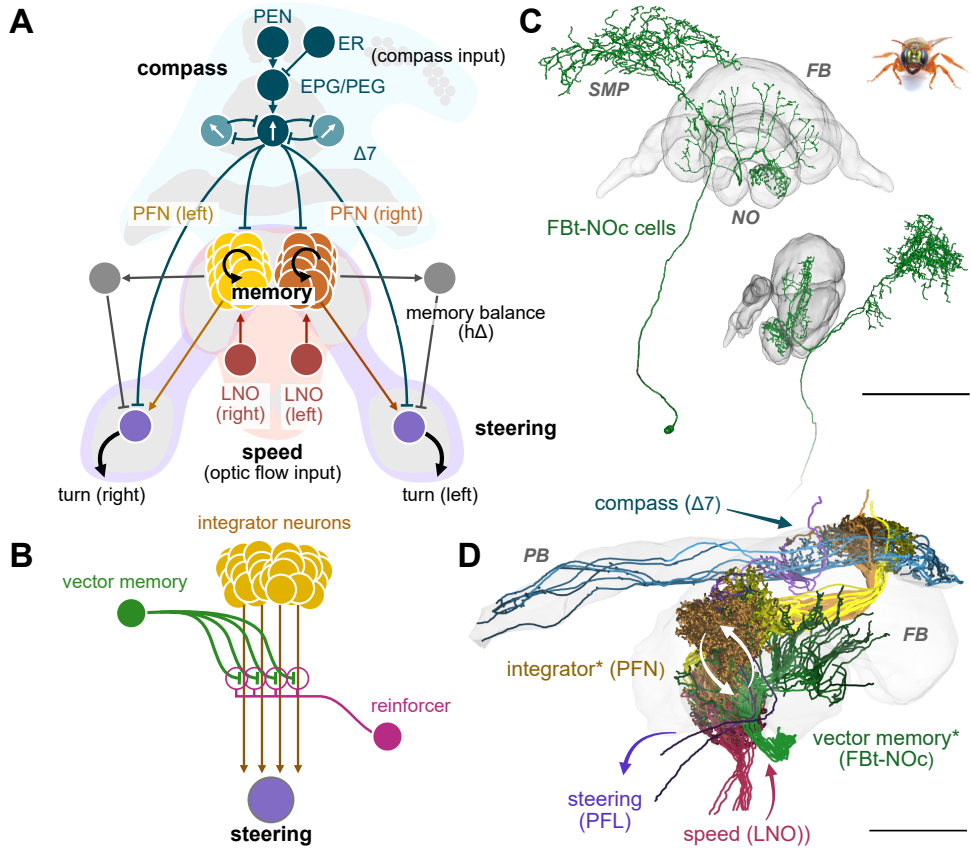 A
PEN
ER
(compass input)
compass
EPG/PEG
Δ7
PFN (left)
PFN (right)
memory
memory balance
(hΔ)
LNO
(right)
LNO
(left)
steering
speed
(optic flow input)
turn (right)
turn (left)
B
integrator neurons
vector memory
reinforcer
steering
C
SMP
FB
NO
FBt-NOc cells
D
compass (Δ7)
PB
FB
integrator* (PFN)
vector memory*
(FBt-NOc)
steering
(PFL)
speed (LNO))